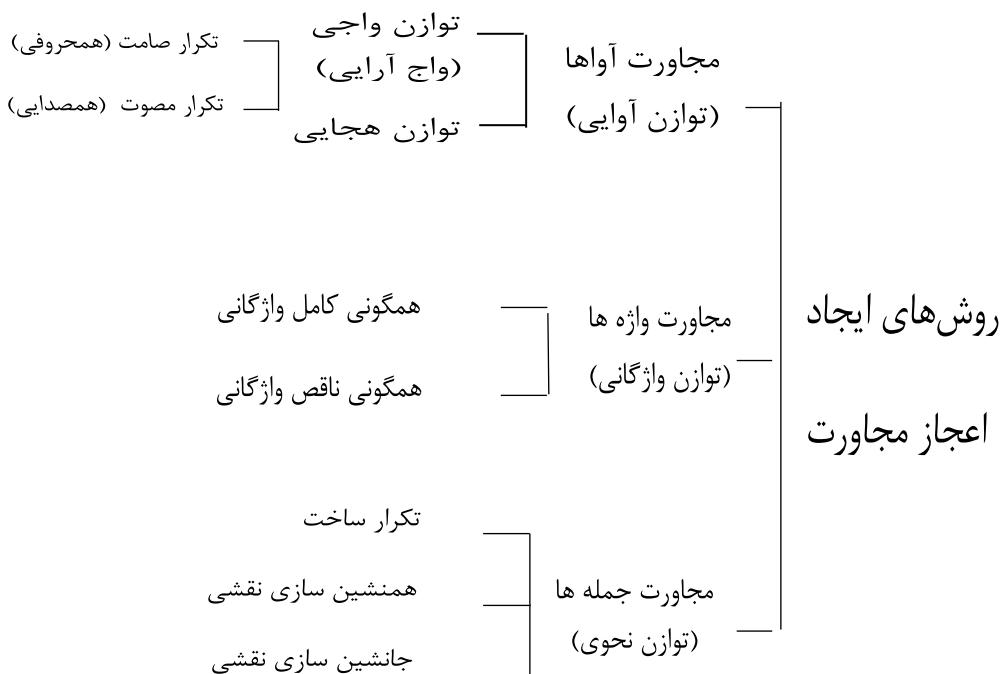 روش‌های ایجاد
اعجاز مجاورت
مجاورت آواها
(توازن آوایی)
توازن واجی
(واج آرایی)
تکرار صامت (همحروفی)
تکرار مصوت (همصدایی)
توازن هجایی
مجاورت واژه ها
(توازن واژگانی)
همگونی کامل واژگانی
همگونی ناقص واژگانی
مجاورت جمله ها
(توازن نحوی)
تکرار ساخت
همنشین سازی نقشی
جانشین سازی نقشی